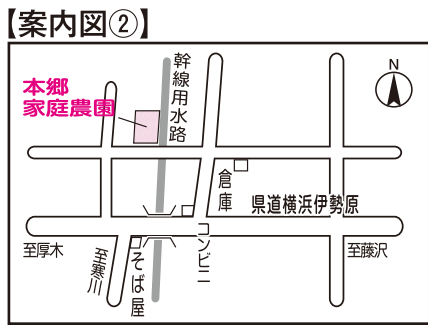 【案内図②】
N
本郷
家庭農園
幹線用水路
倉庫
県道横浜伊勢原
至厚木
至寒川
そば屋
コンビニ
至藤沢